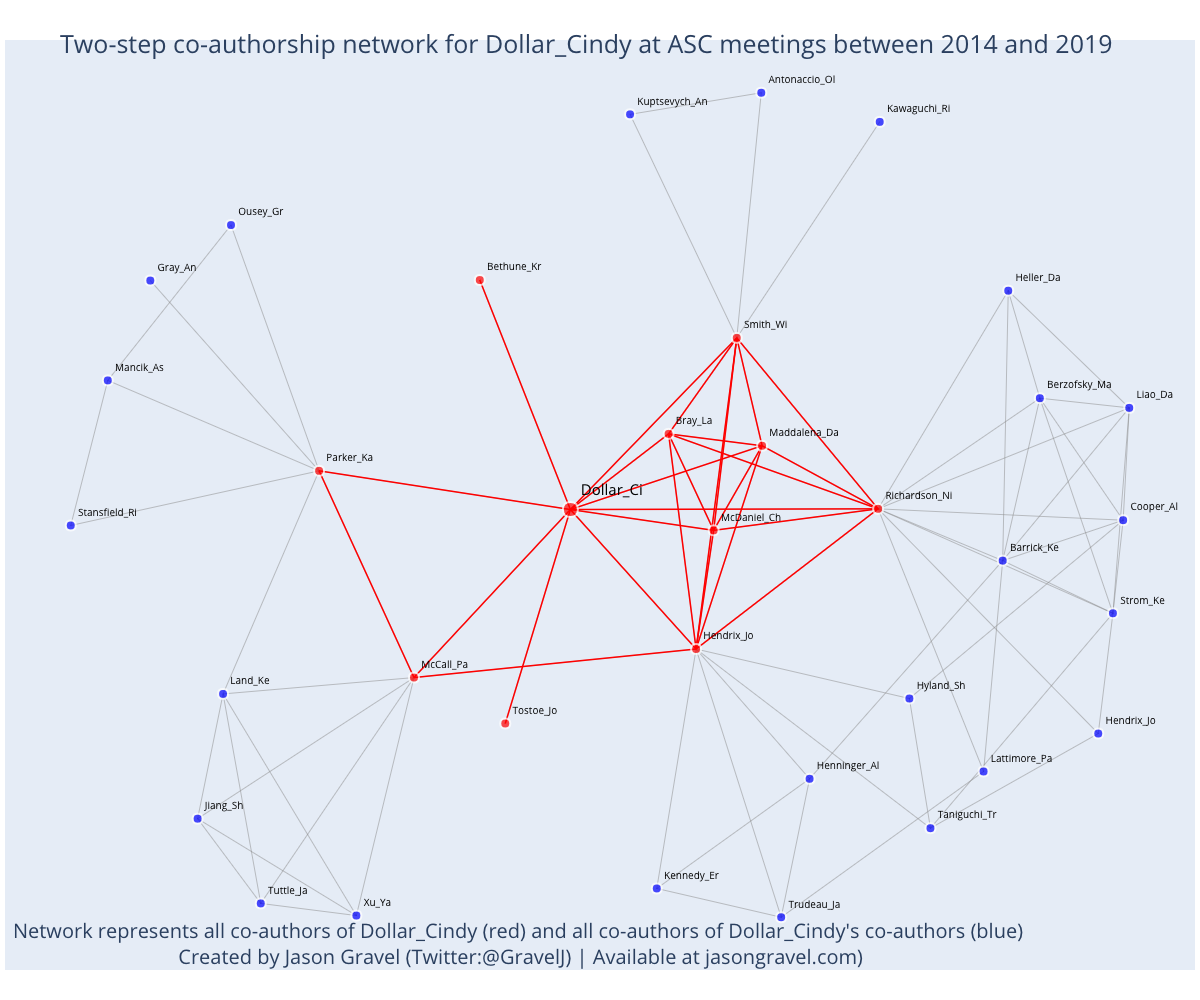 Two-step co-authorship network for Dollar_Cindy at ASC meetings between 2014 and 2019
Antonaccio_Ol
Kuptsevych_An
Kawaguchi_Ri
Ousey_Gr
Gray_An
Bethune_Kr
Heller_Da
Smith_Wi
Mancik_As
Berzofsky_Ma
Liao_Da
Bray_La
Maddalena_Da
Parker_Ka
Dollar_Ci
Richardson_Ni
Stansfield_Ri
McDaniel_Ch
Cooper_Al
Barrick_Ke
Strom_Ke
Hendrix_Jo
McCall_Pa
Land_Ke
Hyland_Sh
Tostoe_Jo
Hendrix_Jo
Henninger_Al
Lattimore_Pa
Jiang_Sh
Taniguchi_Tr
Kennedy_Er
Tuttle_Ja
Xu_Ya
Trudeau_Ja
Network represents all co-authors of Dollar_Cindy (red) and all co-authors of Dollar_Cindy's co-authors (blue)
Created by Jason Gravel (Twitter:@GravelJ) | Available at jasongravel.com)